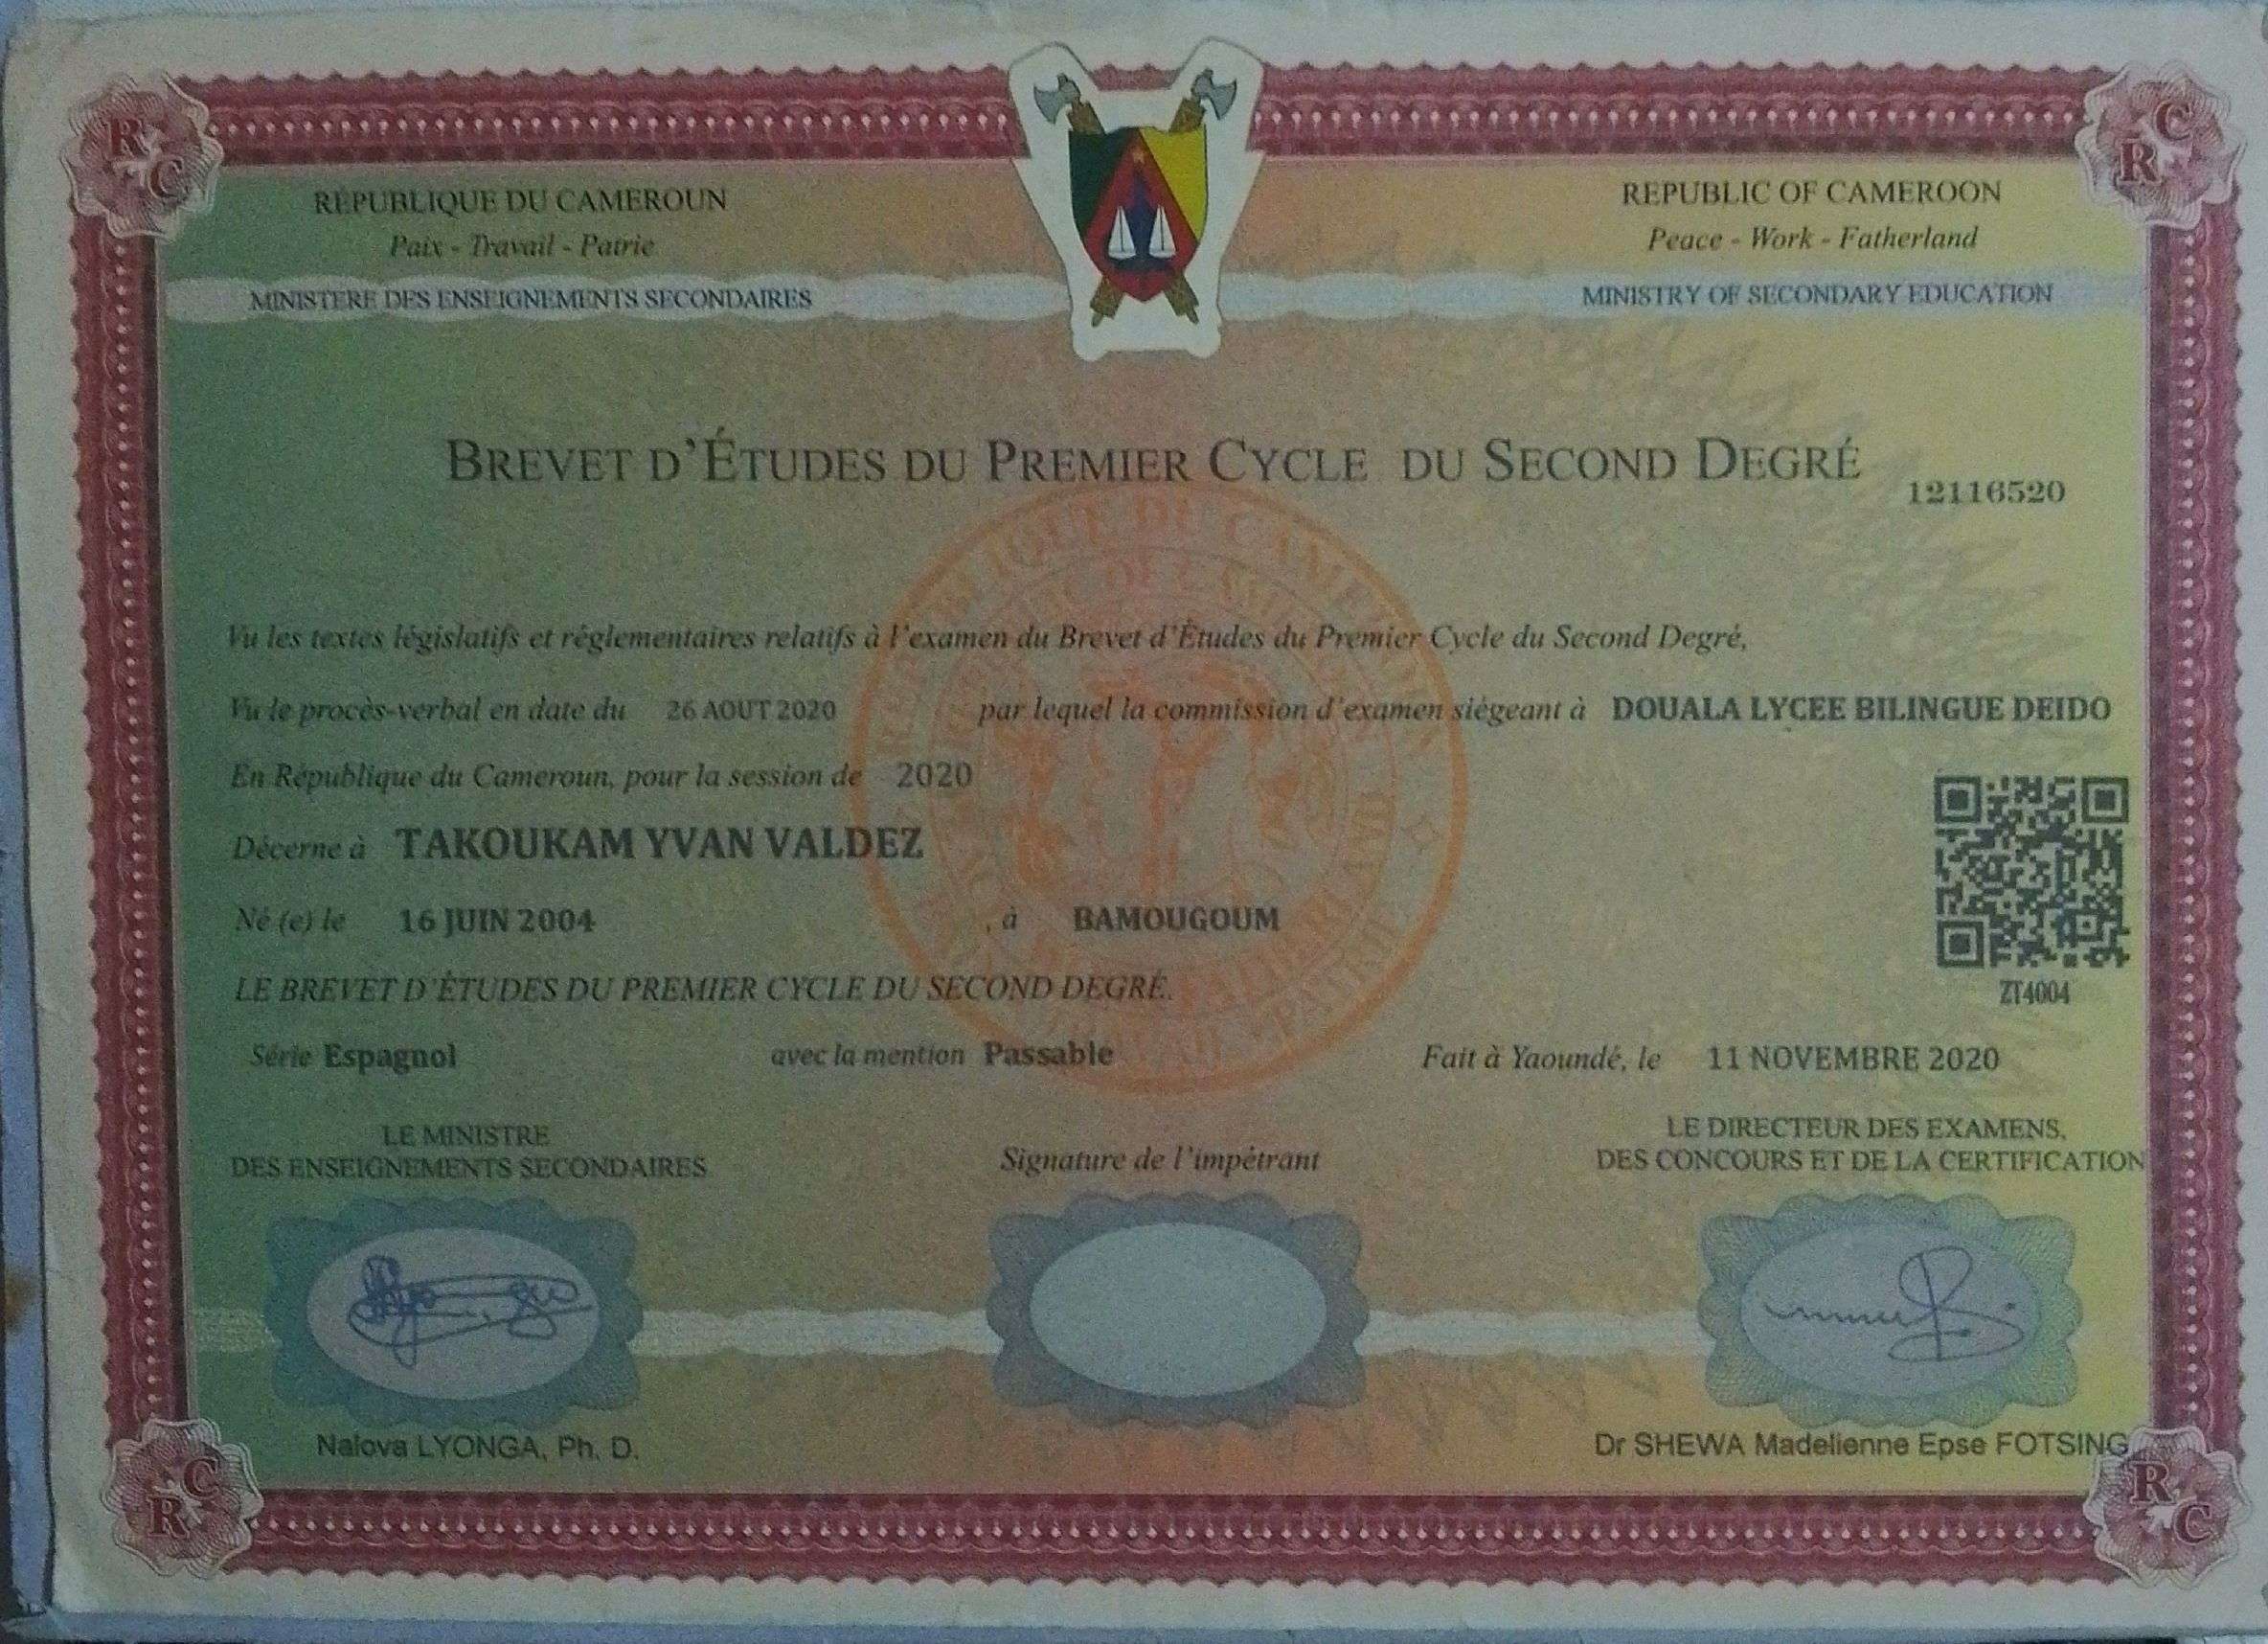 RÉPUBLIQUE DU CAMEROUN
Paix - Travail - Patrie
MINISTERE DES ENSEIGNEMENTS SECONDAIRES
REPUBLIC OF CAMEROON
Peace - Work - Fatherland
MINISTRY OF SECONDARY EDUCATION
BREVET D'ÉTUDES DU PREMIER CYCLE DU SECOND DEGRÉ
12116520
Vu les textes législatifs et réglementaires relatifs à l'examen du Brevet d'Études du Premier Cycle du Second Degré,
Vu le procès-verbal en date du 26 AOUT 2020 par lequel la commission d'examen siégeant à DOUALA LYCEE BILINGUE DEIDO
En République du Cameroun, pour la session de 2020
Décerne à TAKOUKAM YVAN VALDEZ
Né (e) le 16 JUIN 2004 , à BAMOUGOUM
LE BREVET D'ÉTUDES DU PREMIER CYCLE DU SECOND DEGRÉ.
ZT4004
Série Espagnol avec la mention Passable Fait à Yaoundé, le 11 NOVEMBRE 2020
LE MINISTRE
DES ENSEIGNEMENTS SECONDAIRES
Signature de l'impétrant
LE DIRECTEUR DES EXAMENS,
DES CONCOURS ET DE LA CERTIFICATION
Nalova LYONGA, Ph. D.
Dr SHEWA Madelienne Epse FOTSING
RC
RC
RC
RC